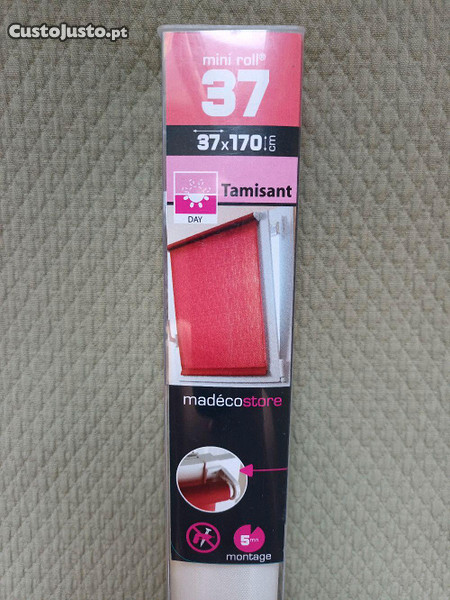 CustoJusto.pt
mini roll®
37
37x170 cm
Tamisant
DAY
madécostore
5mn
montage